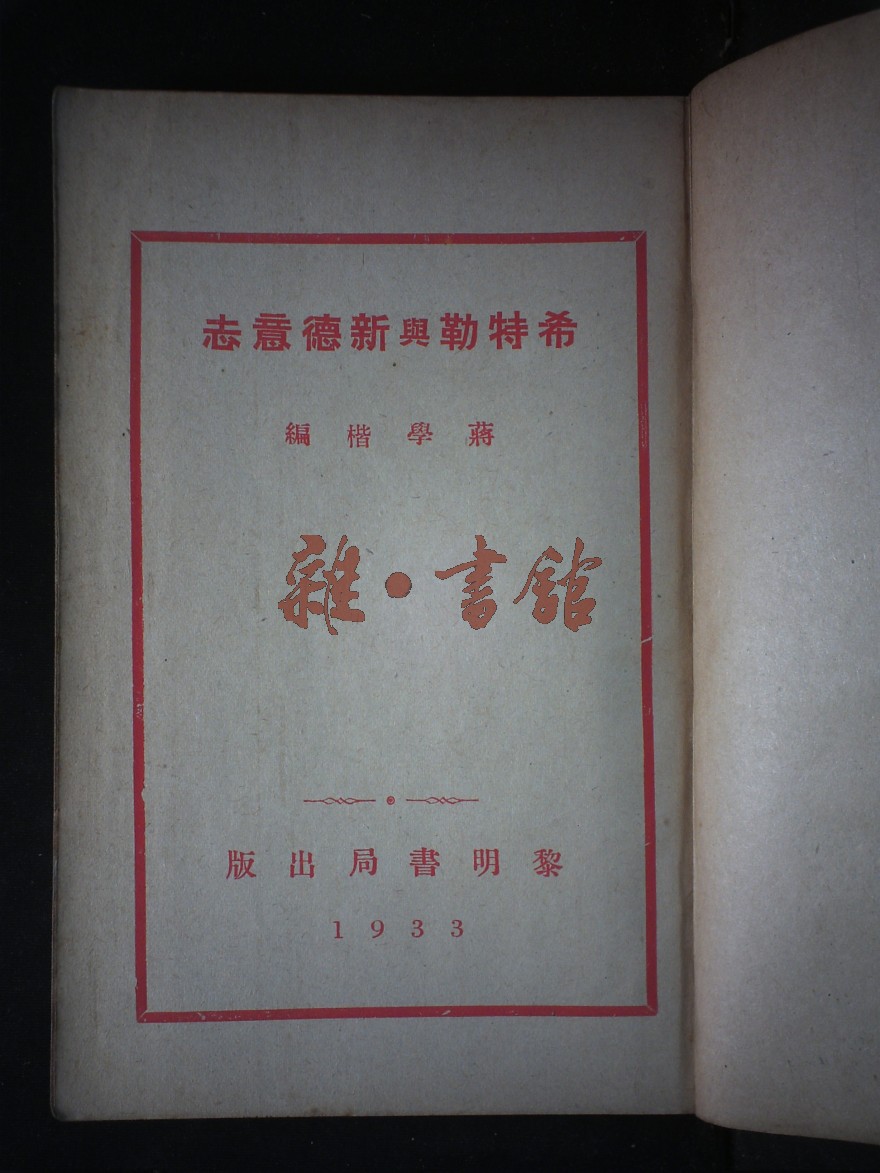 希特勒與新德意志
蔣學楷編
雜·書館
黎明書局出版
1933